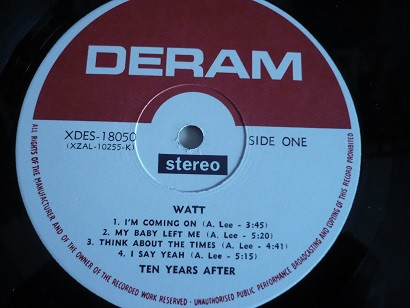 DERAM
XDES-18050
(XZAL-10255-K)
SIDE ONE
stereo
WATT
1. I'M COMING ON (A. Lee - 3:45)
2. MY BABY LEFT ME (A. Lee - 5:20)
3. THINK ABOUT THE TIMES (A. Lee - 4:41)
4. I SAY YEAH (A. Lee - 5:15)
TEN YEARS AFTER
ALL RIGHTS OF THE MANUFACTURER AND OF THE OWNER OF THE RECORDED WORK RESERVED · UNAUTHORISED PUBLIC PERFORMANCE BROADCASTING AND COPYING OF THIS RECORD PROHIBITED